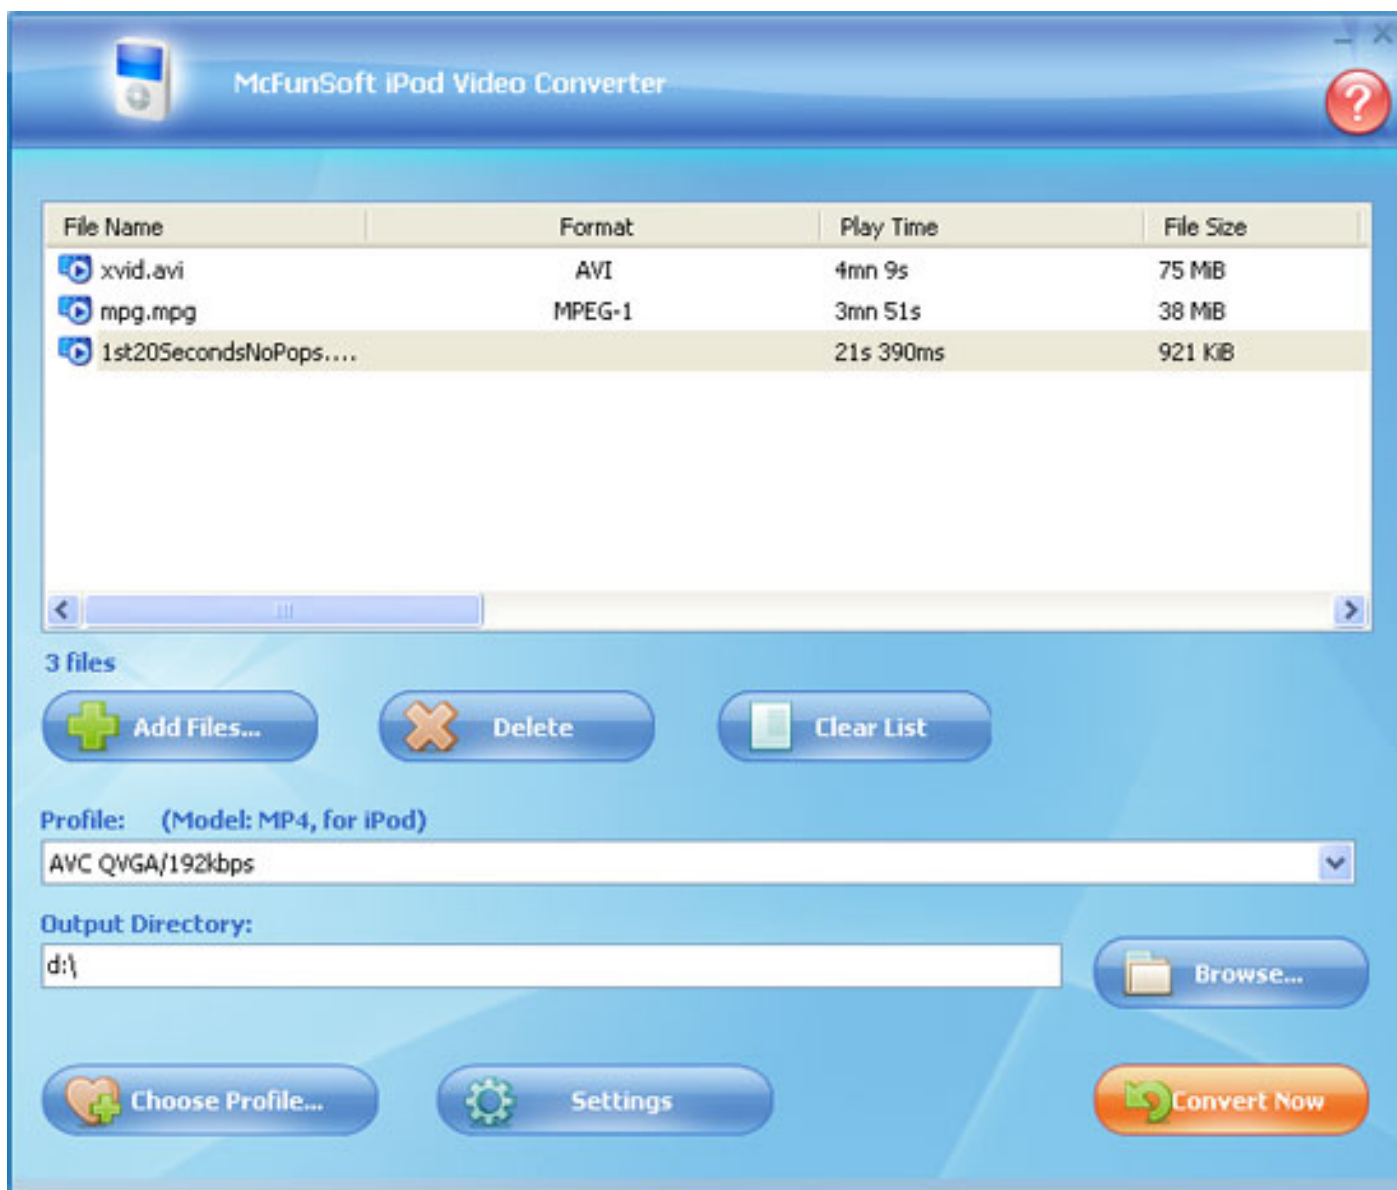 McFunSoft iPod Video Converter
?
File Name Format Play Time File Size
xvid.avi AVI 4mn 9s 75 MiB
mpg.mpg MPEG-1 3mn 51s 38 MiB
1st20SecondsNoPops.... 21s 390ms 921 KiB
3 files
Add Files... Delete Clear List
Profile: (Model: MP4, for iPod)
AVC QVGA/192kbps
Output Directory:
d:\
Browse...
Choose Profile... Settings Convert Now